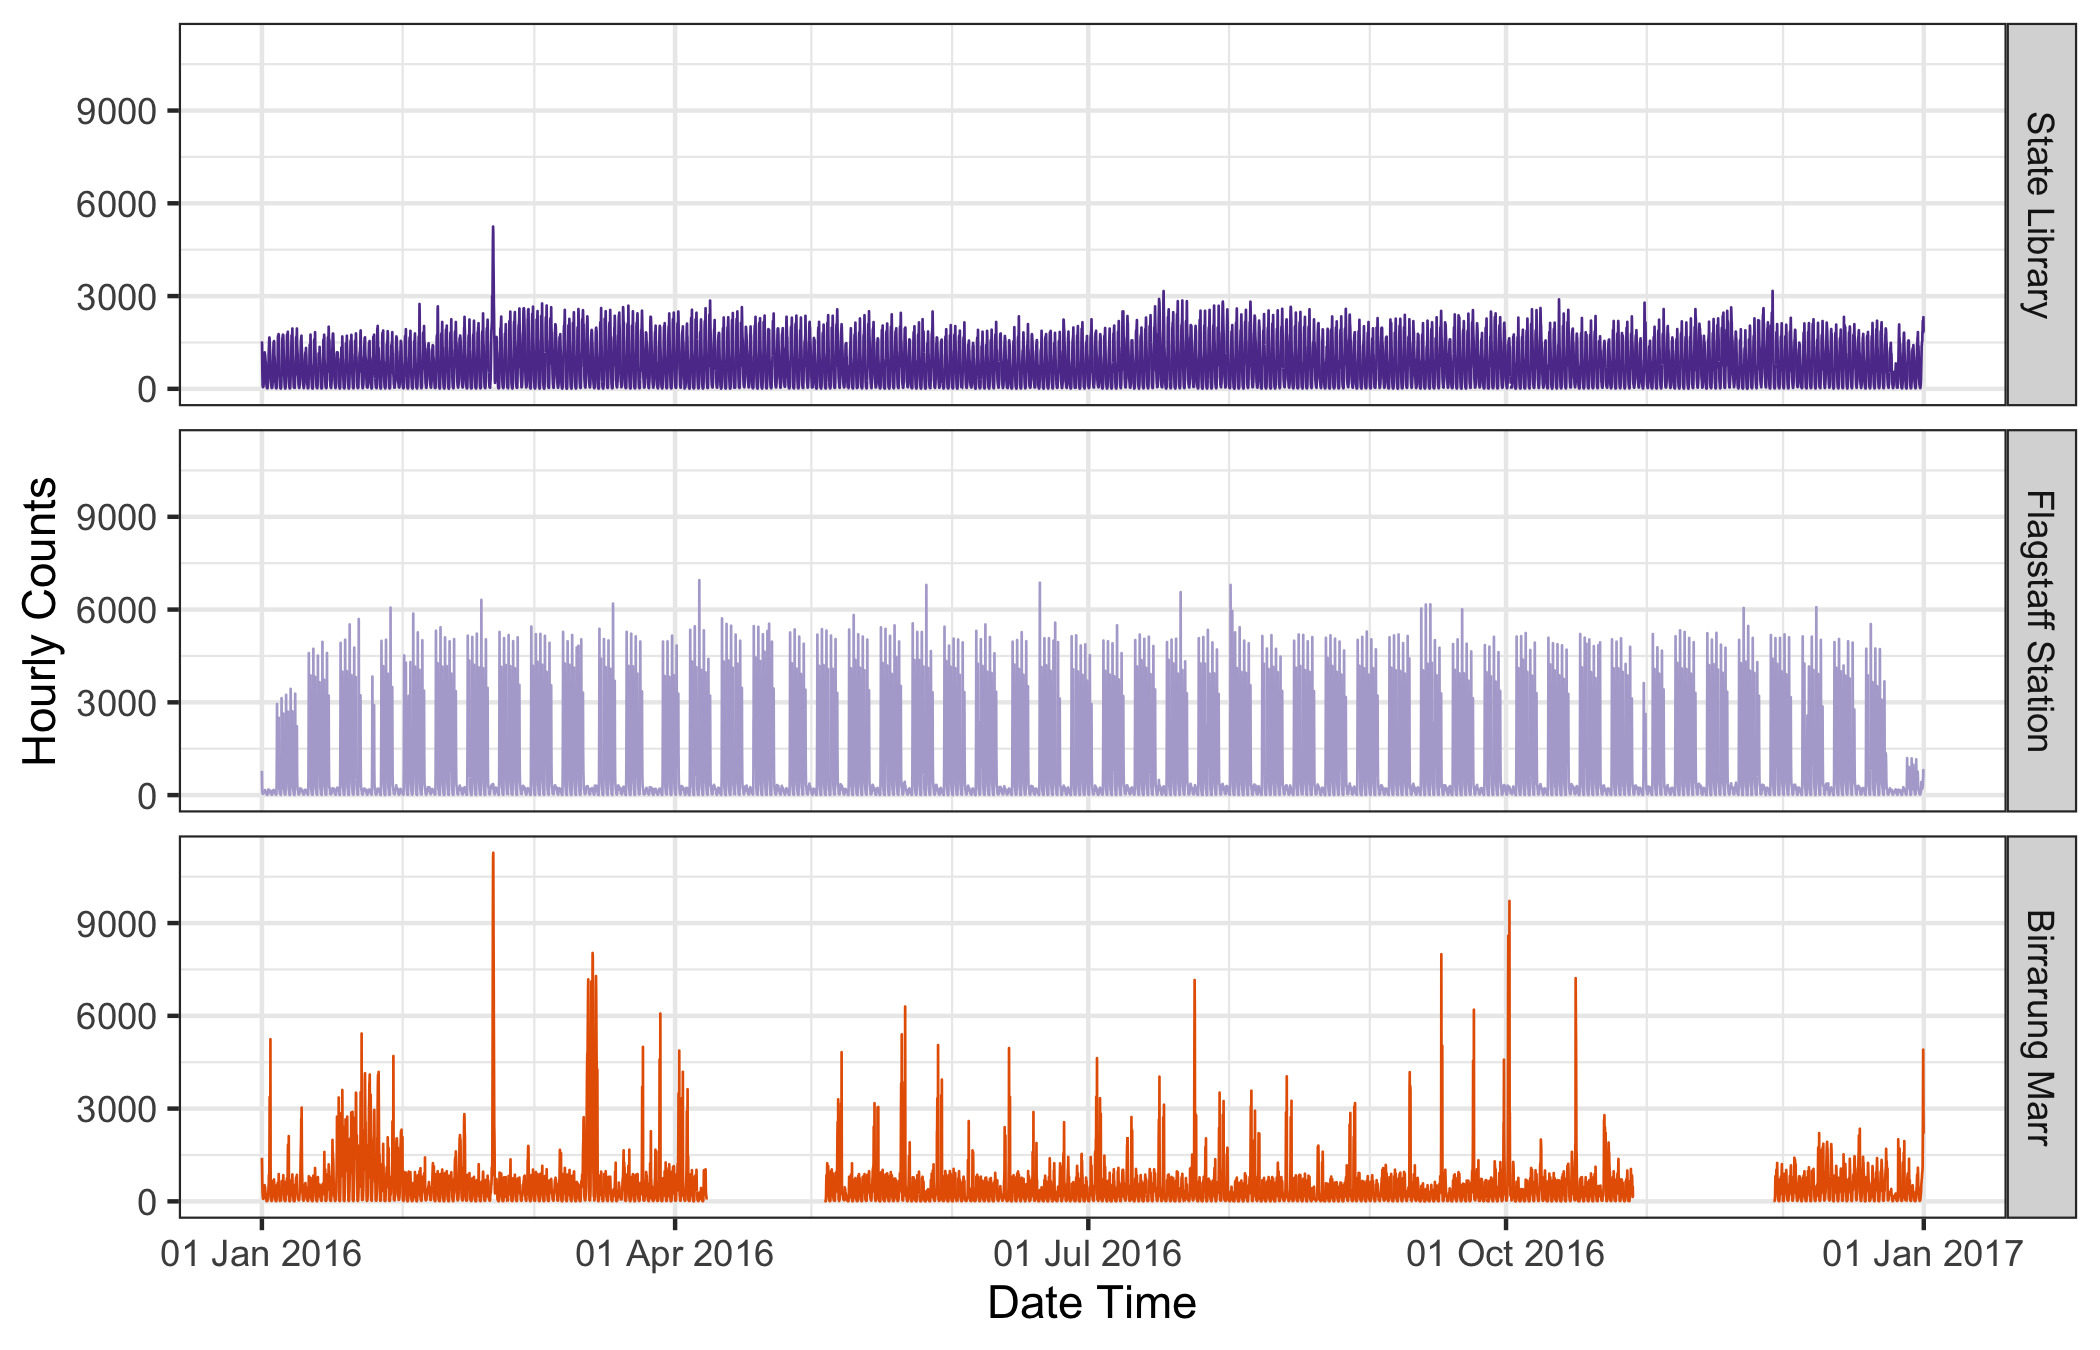 9000
6000
3000
0
State Library
9000
6000
3000
0
Flagstaff Station
9000
6000
3000
0
Birrarung Marr
Hourly Counts
01 Jan 2016 01 Apr 2016 01 Jul 2016 01 Oct 2016 01 Jan 2017
Date Time